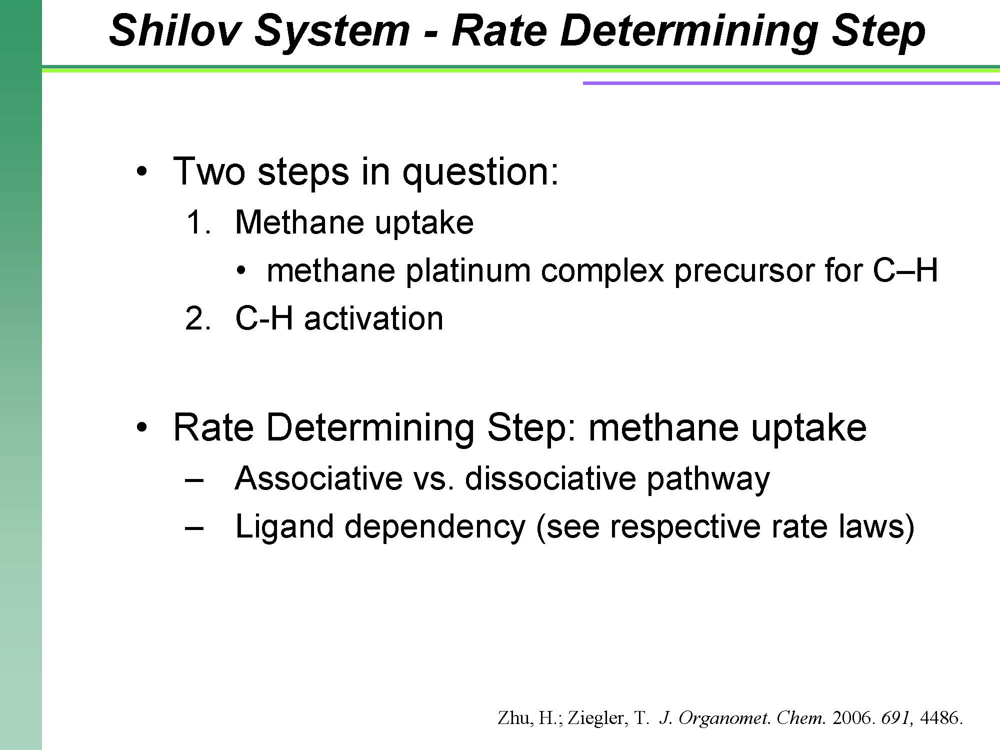 Shilov System - Rate Determining Step
• Two steps in question:
1. Methane uptake
• methane platinum complex precursor for C–H
2. C-H activation
• Rate Determining Step: methane uptake
– Associative vs. dissociative pathway
– Ligand dependency (see respective rate laws)
Zhu, H.; Ziegler, T. J. Organomet. Chem. 2006. 691, 4486.